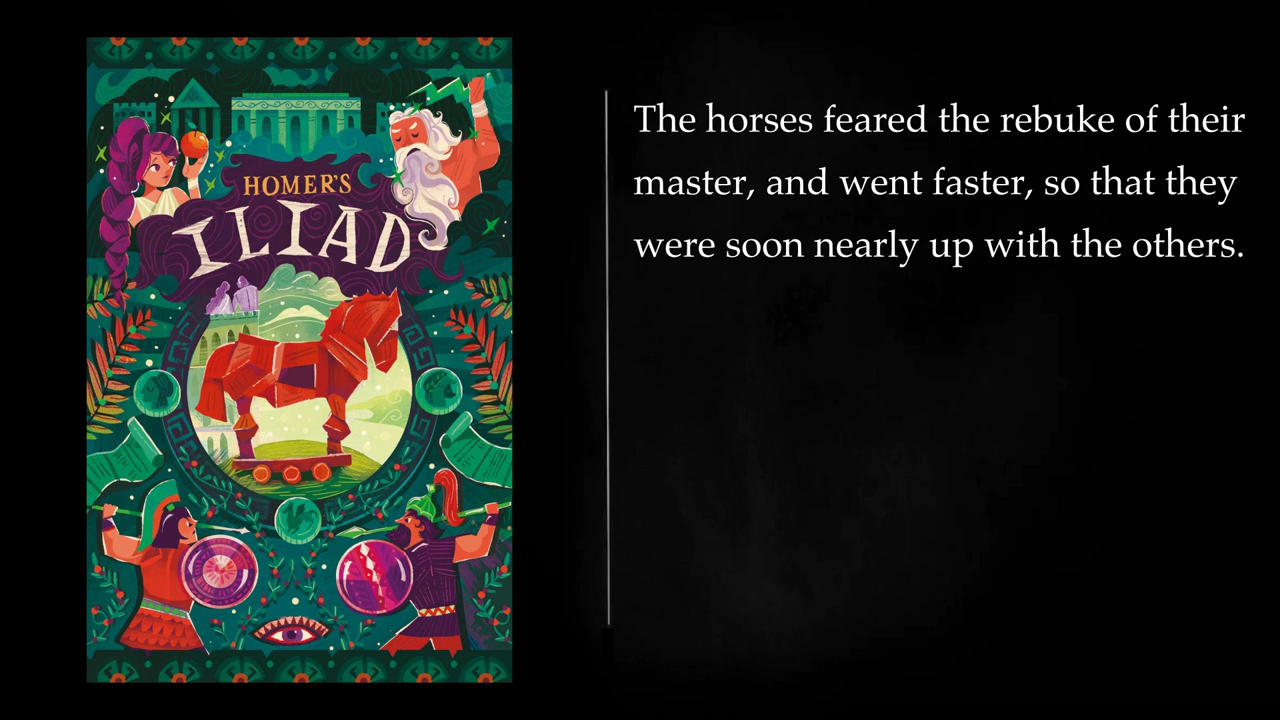 HOMER'S
ILIAD
The horses feared the rebuke of their
master, and went faster, so that they
were soon nearly up with the others.